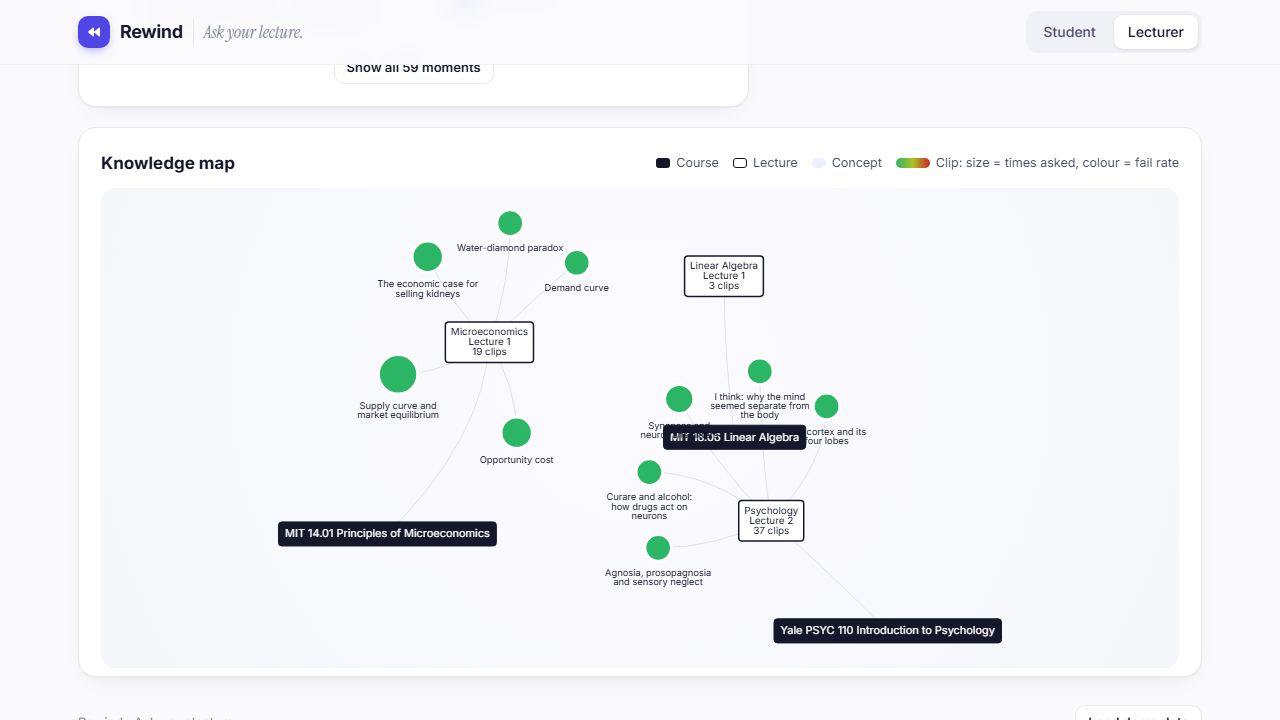 Rewind
Ask your lecture.
Student
Lecturer
Show all 59 moments
Knowledge map
Course
Lecture
Concept
Clip: size = times asked, colour = fail rate
Water-diamond paradox
The economic case for
selling kidneys
Demand curve
Linear Algebra
Lecture 1
3 clips
Microeconomics
Lecture 1
19 clips
Supply curve and
market equilibrium
Opportunity cost
I think: why the mind
seemed separate from
the body
and
MIT 18.06 Linear Algebra
cortex and its
four lobes
Curare and alcohol:
how drugs act on
neurons
Psychology
Lecture 2
37 clips
MIT 14.01 Principles of Microeconomics
Agnosia, prosopagnosia
and sensory neglect
Yale PSYC 110 Introduction to Psychology